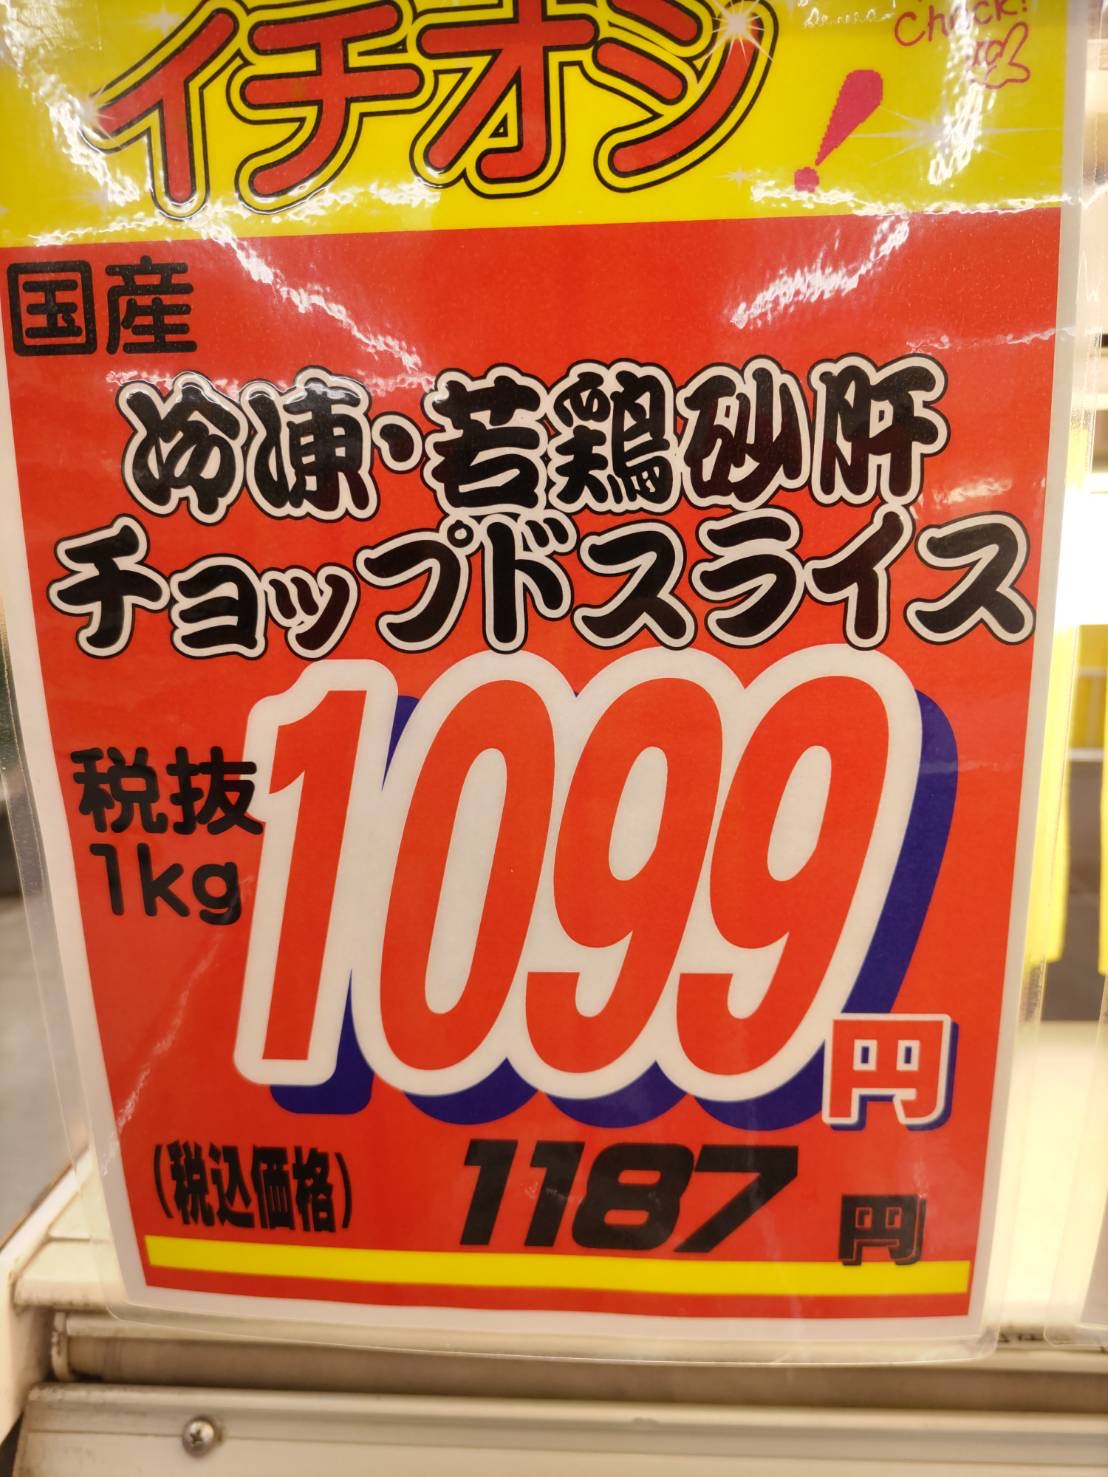 イチオシ!
Check!
国産
冷凍・若鶏砂肝
チョップドスライス
税抜
1kg
1099円
(税込価格) 1187円